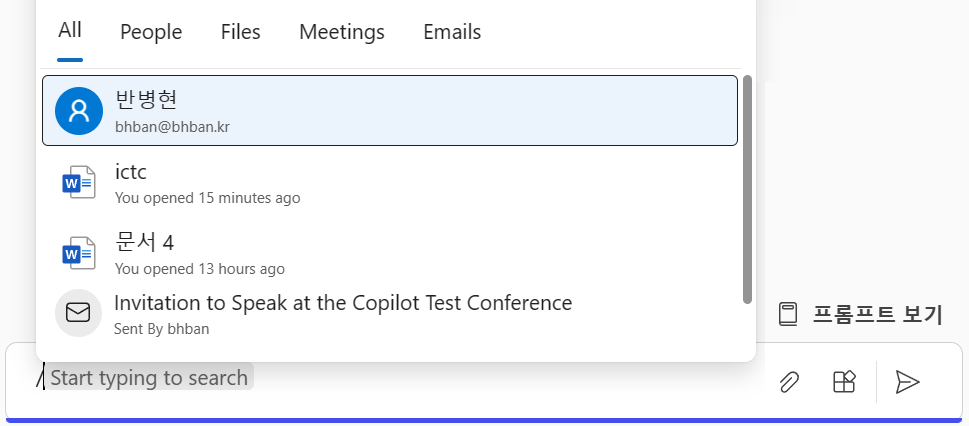 All People Files Meetings Emails
반병현
bhban@bhban.kr
W
ictc
You opened 15 minutes ago
W
문서 4
You opened 13 hours ago
Invitation to Speak at the Copilot Test Conference
Sent By bhban
프롬프트 보기
/ Start typing to search